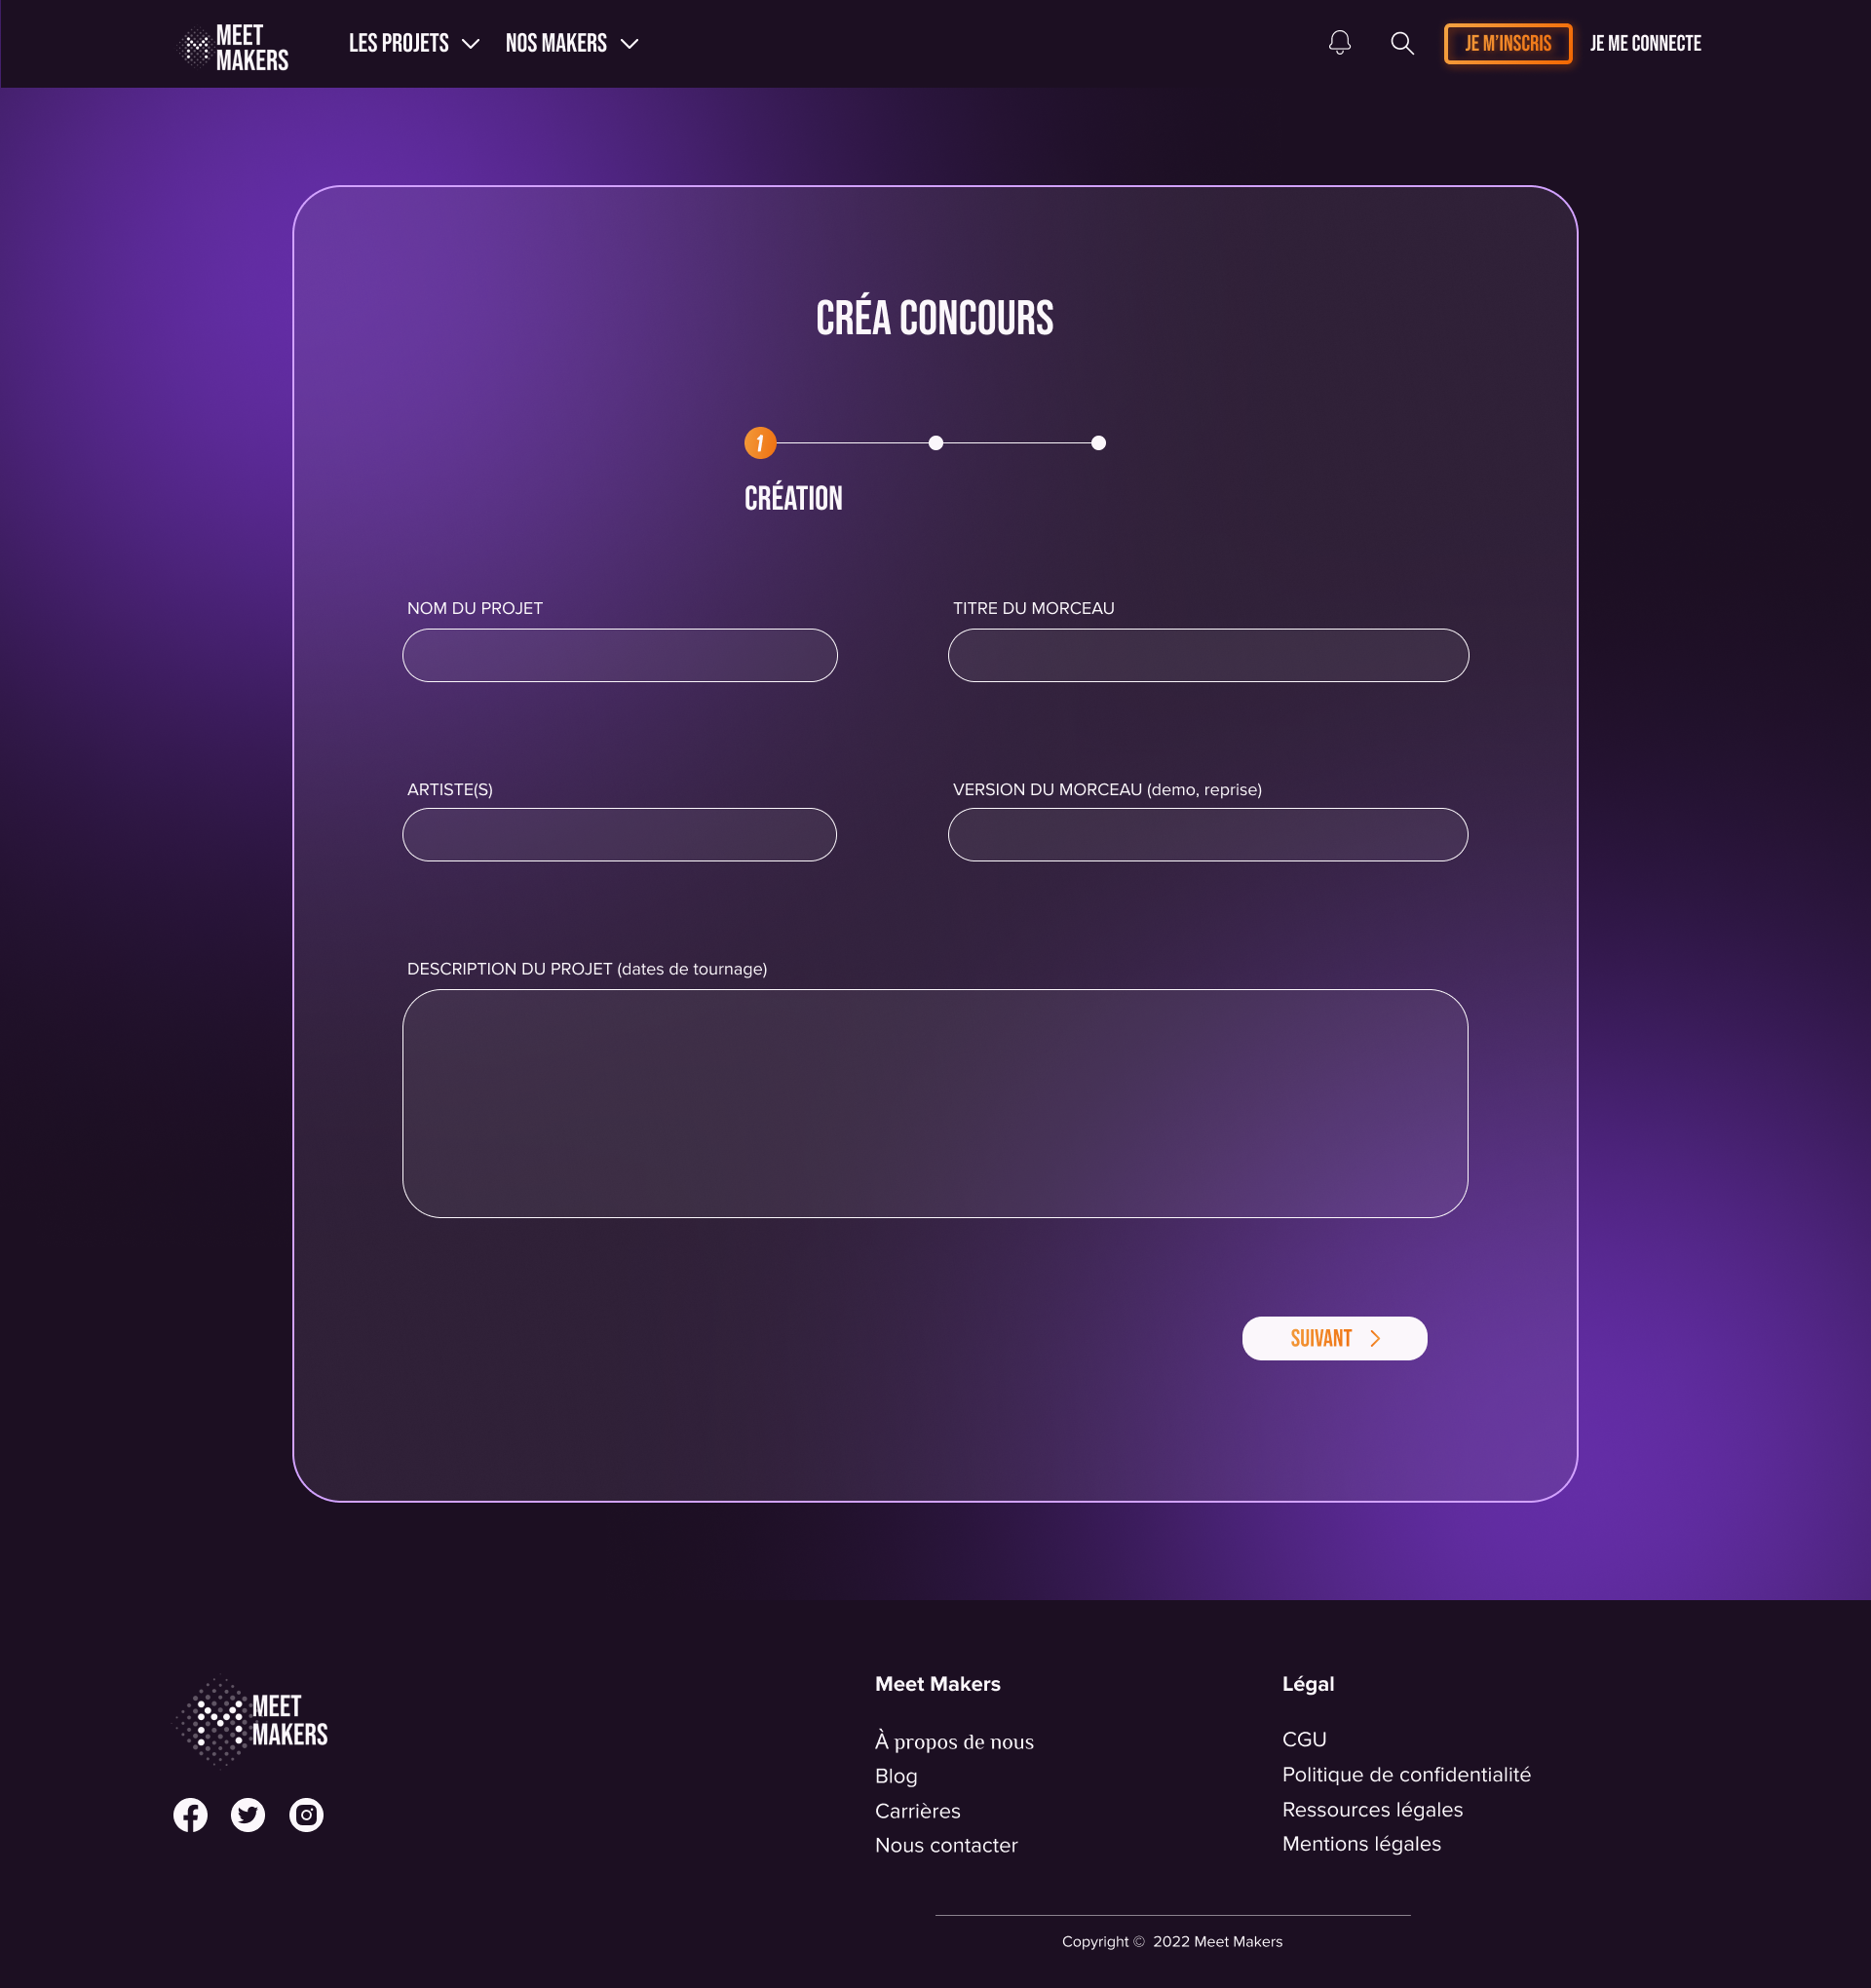 MEET
MAKERS
LES PROJETS
NOS MAKERS
JE M'INSCRIS
JE ME CONNECTE
CRÉA CONCOURS
1
CRÉATION
NOM DU PROJET
TITRE DU MORCEAU
ARTISTE(S)
VERSION DU MORCEAU (demo, reprise)
DESCRIPTION DU PROJET (dates de tournage)
SUIVANT
MEET
MAKERS
Meet Makers
À propos de nous
Blog
Carrières
Nous contacter
Légal
CGU
Politique de confidentialité
Ressources légales
Mentions légales
Copyright © 2022 Meet Makers